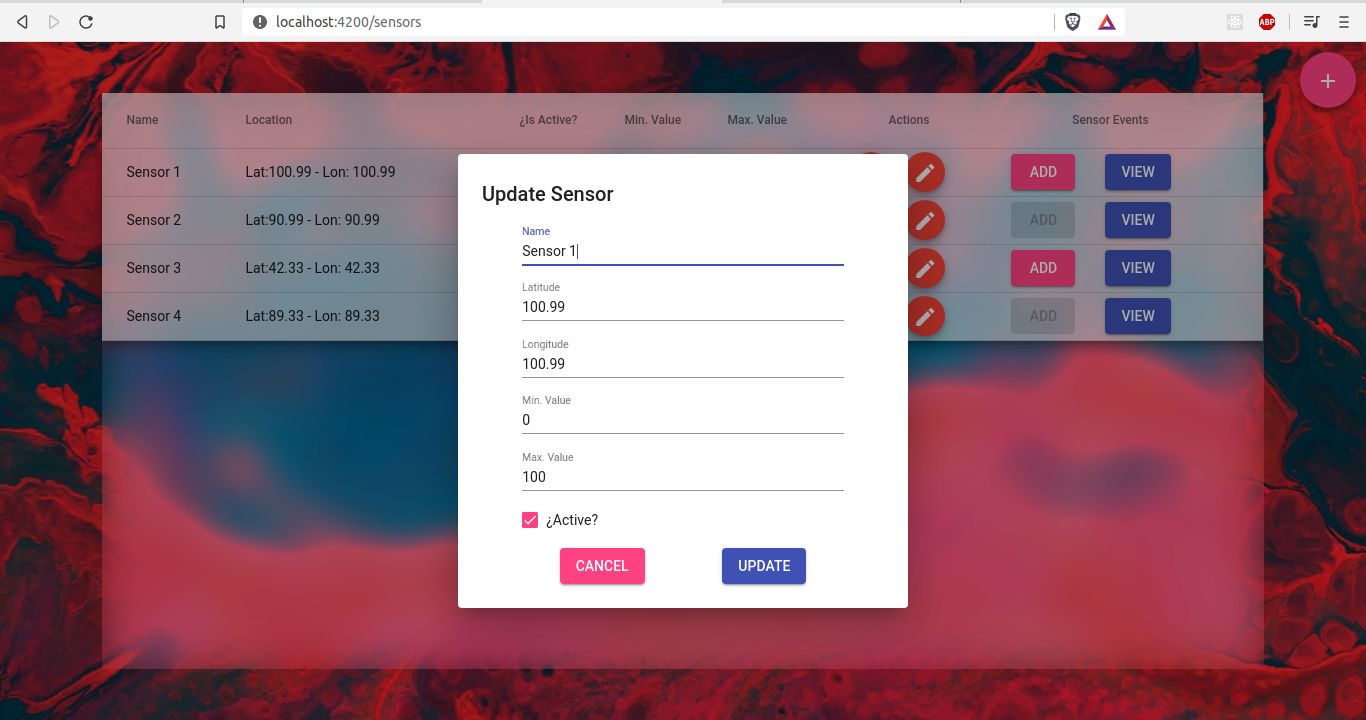 localhost:4200/sensors
ABP
+
Name Location ¿Is Active? Min. Value Max. Value Actions Sensor Events
Sensor 1 Lat:100.99 - Lon: 100.99 ADD VIEW
Sensor 2 Lat:90.99 - Lon: 90.99 ADD VIEW
Sensor 3 Lat:42.33 - Lon: 42.33 ADD VIEW
Sensor 4 Lat:89.33 - Lon: 89.33 ADD VIEW
Update Sensor
Name
Sensor 1
Latitude
100.99
Longitude
100.99
Min. Value
0
Max. Value
100
¿Active?
CANCEL UPDATE